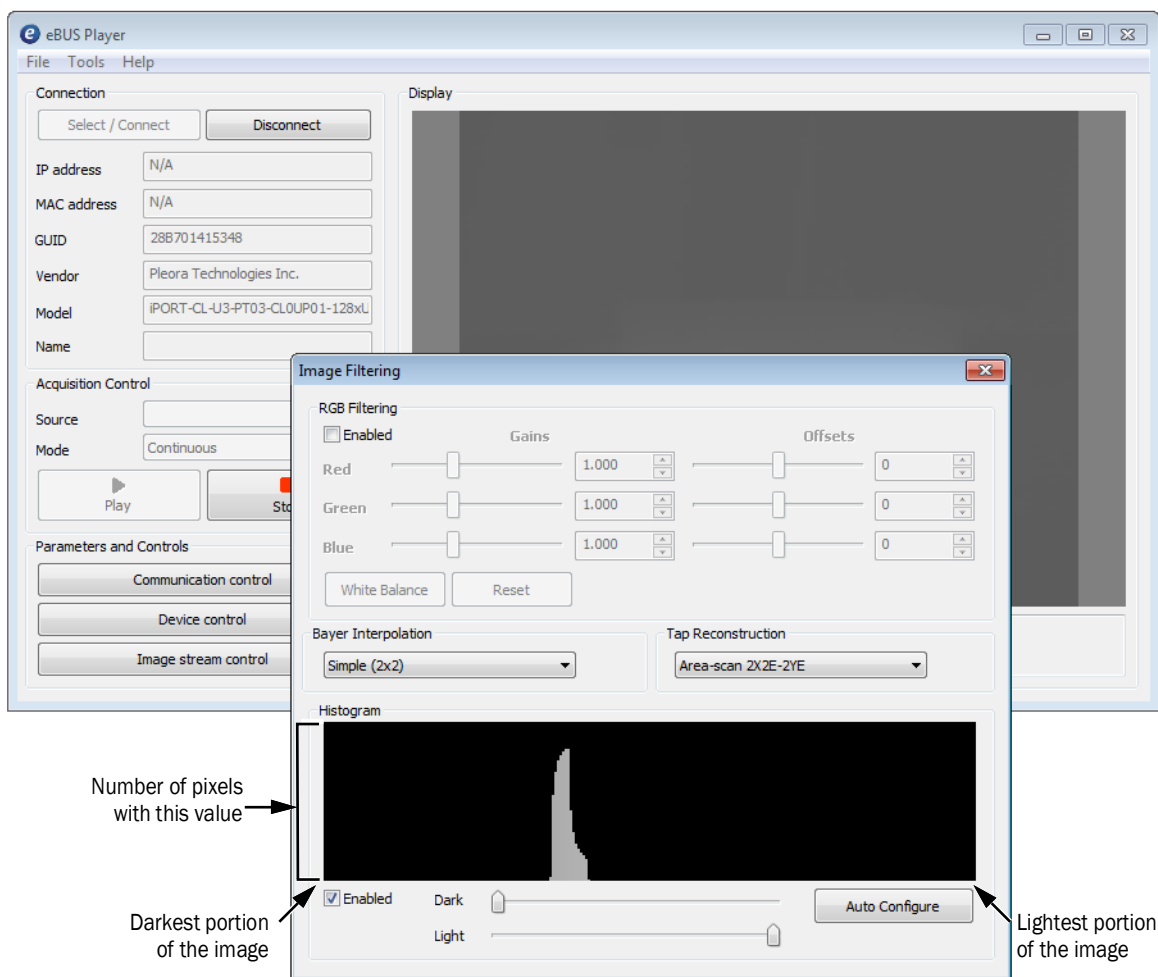 eBUS Player
File Tools Help
Connection
Select / Connect
Disconnect
IP address
N/A
MAC address
N/A
GUID
28B701415348
Vendor
Pleora Technologies Inc.
Model
iPORT-CL-U3-PT03-CL0UP01-128xU
Name
Acquisition Control
Source
Mode
Continuous
Play
Sto
Parameters and Controls
Communication control
Device control
Image stream control
Display
Image Filtering
RGB Filtering
Enabled
Gains
Offsets
Red
1.000
0
Green
1.000
0
Blue
1.000
0
White Balance
Reset
Bayer Interpolation
Simple (2x2)
Tap Reconstruction
Area-scan 2X2E-2YE
Histogram
Number of pixels
with this value
Enabled
Dark
Light
Auto Configure
Darkest portion
of the image
Lightest portion
of the image